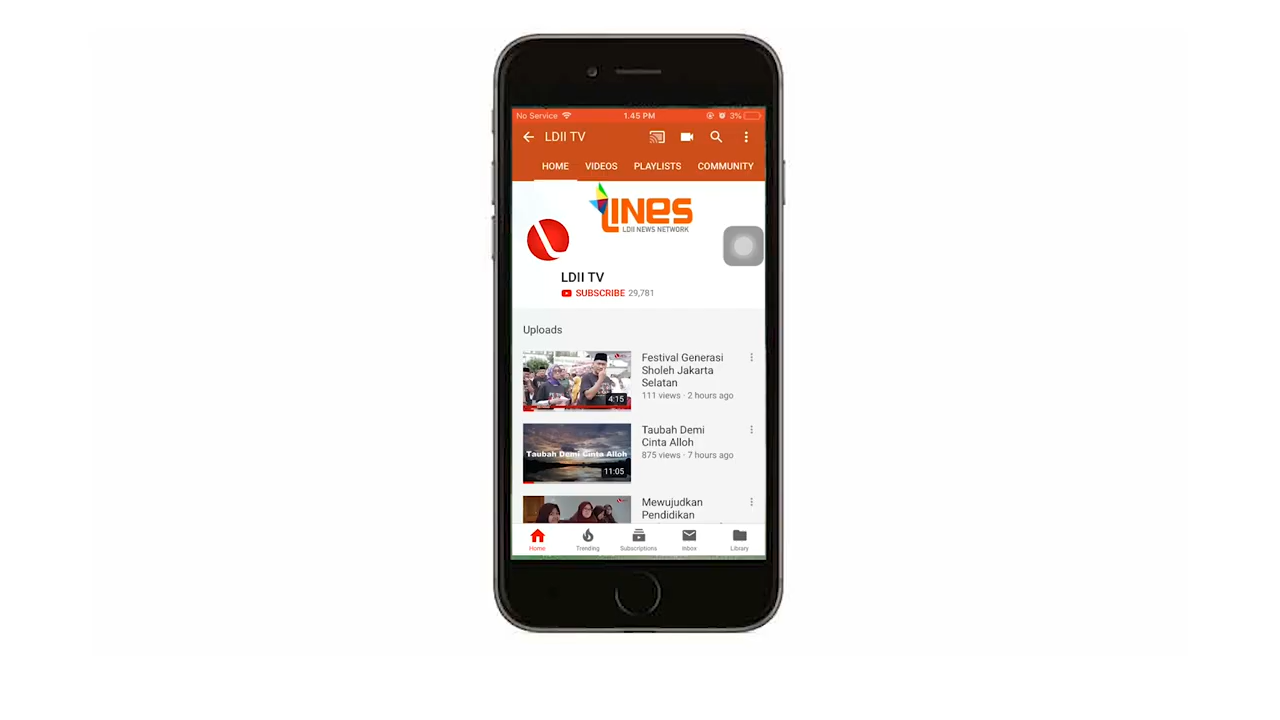 No Service 1.45 PM 3%
LDII TV
HOME VIDEOS PLAYLISTS COMMUNITY
LINES
LDII NEWS NETWORK
LDII TV
SUBSCRIBE 29,781
Uploads
Festival Generasi
Sholeh Jakarta
Selatan
111 views · 2 hours ago
4:15
Taubah Demi
Cinta Alloh
875 views · 7 hours ago
Taubah Demi Cinta Alloh
11:05
Mewujudkan
Pendidikan
Home Trending Subscriptions Inbox Library